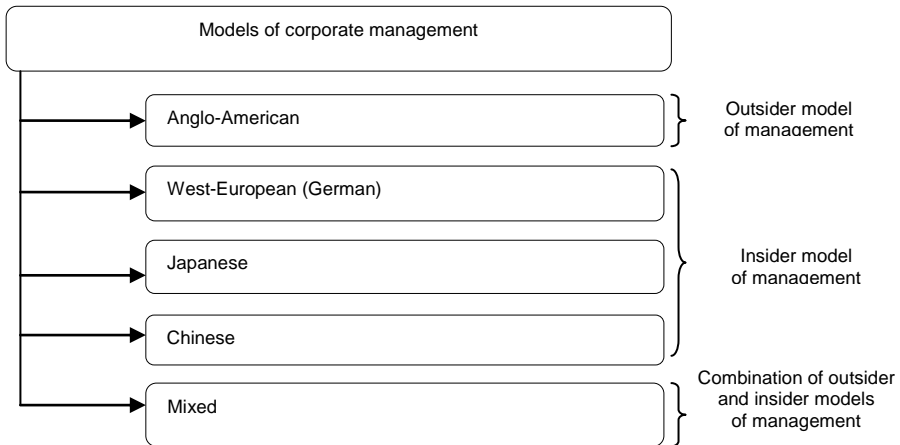 Models of corporate management
Anglo-American
Outsider model
of management
West-European (German)
Japanese
Insider model
of management
Chinese
Mixed
Combination of outsider
and insider models
of management